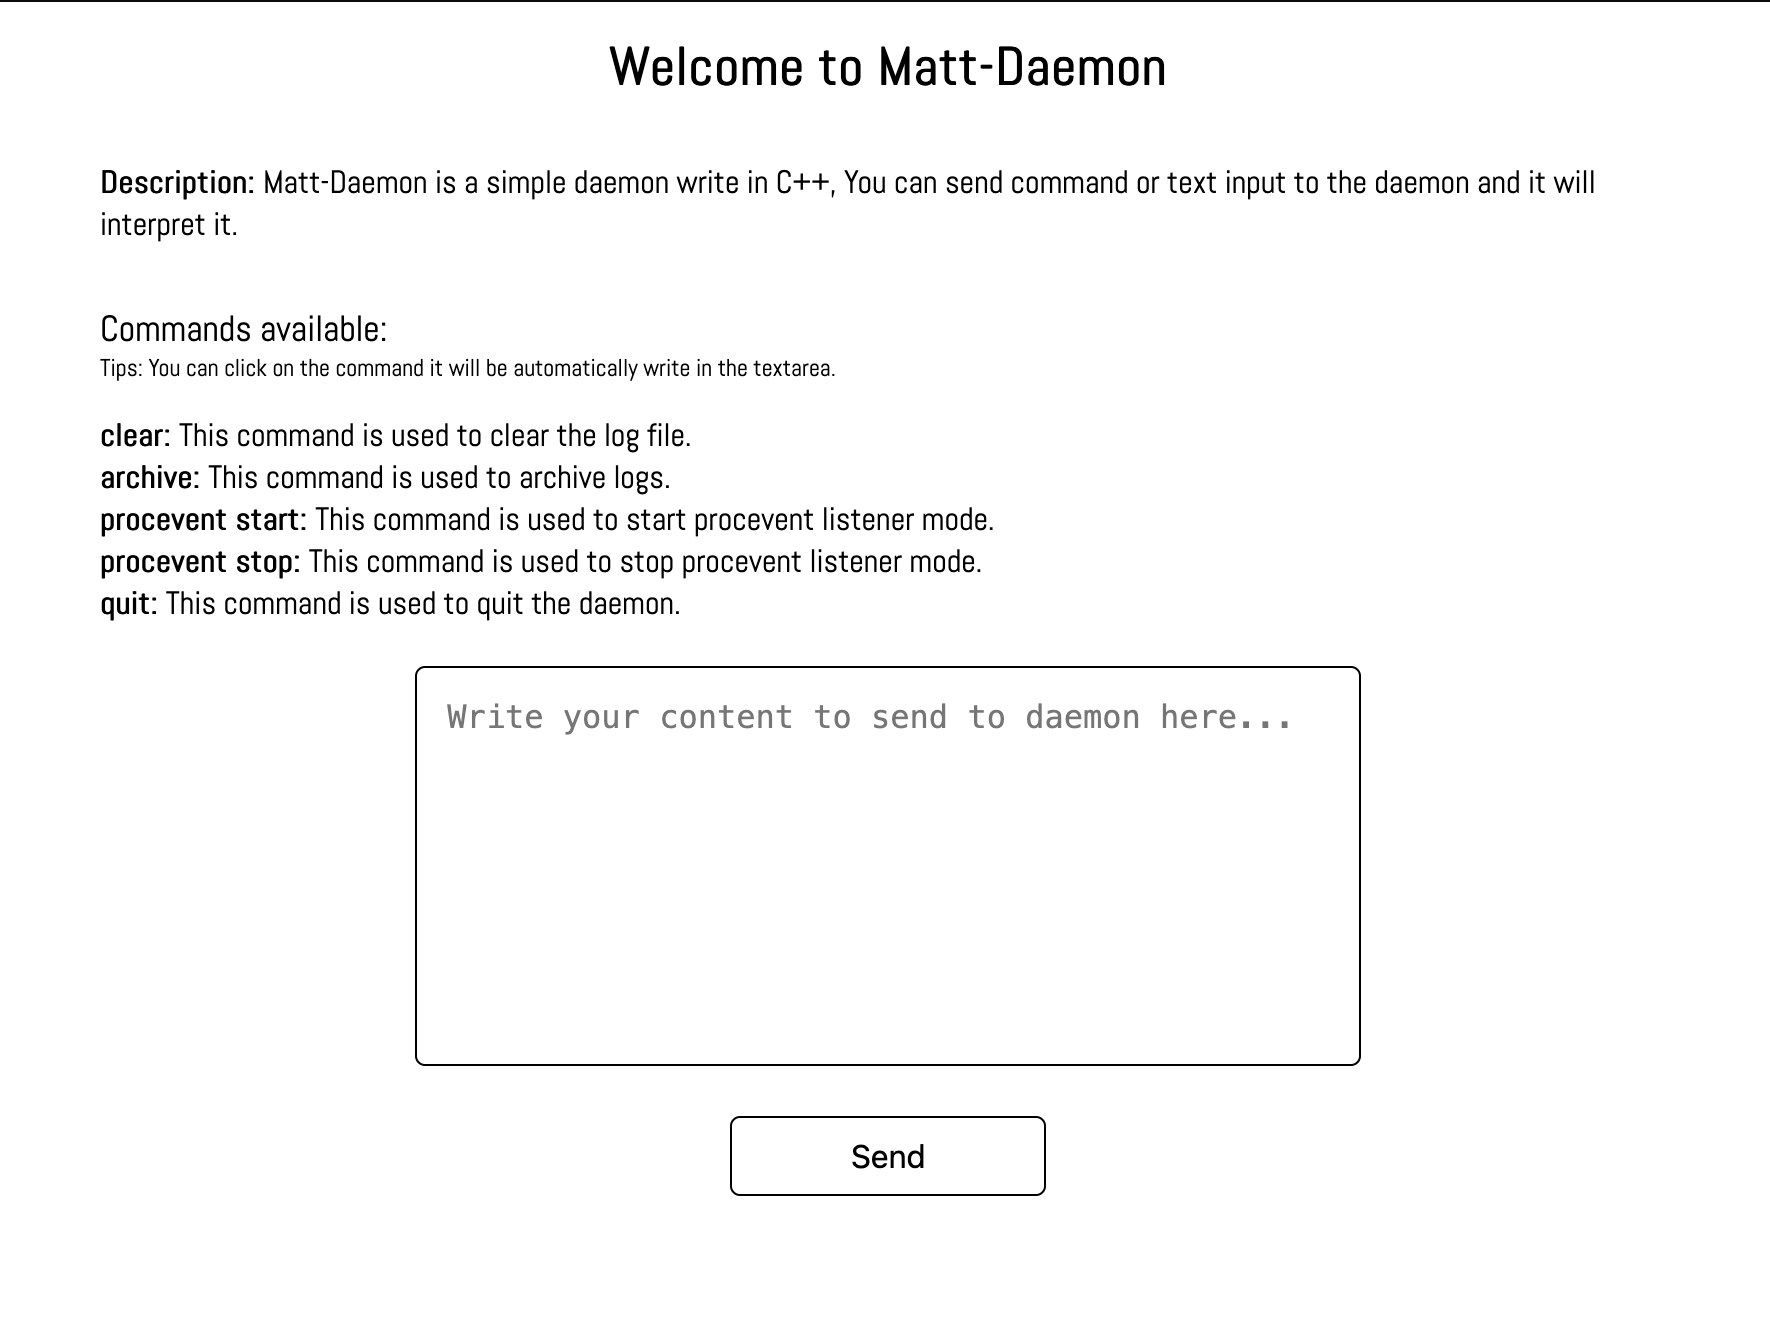 Welcome to Matt-Daemon
Description: Matt-Daemon is a simple daemon write in C++, You can send command or text input to the daemon and it will
interpret it.
Commands available:
Tips: You can click on the command it will be automatically write in the textarea.
clear: This command is used to clear the log file.
archive: This command is used to archive logs.
procevent start: This command is used to start procevent listener mode.
procevent stop: This command is used to stop procevent listener mode.
quit: This command is used to quit the daemon.
Write your content to send to daemon here...
Send